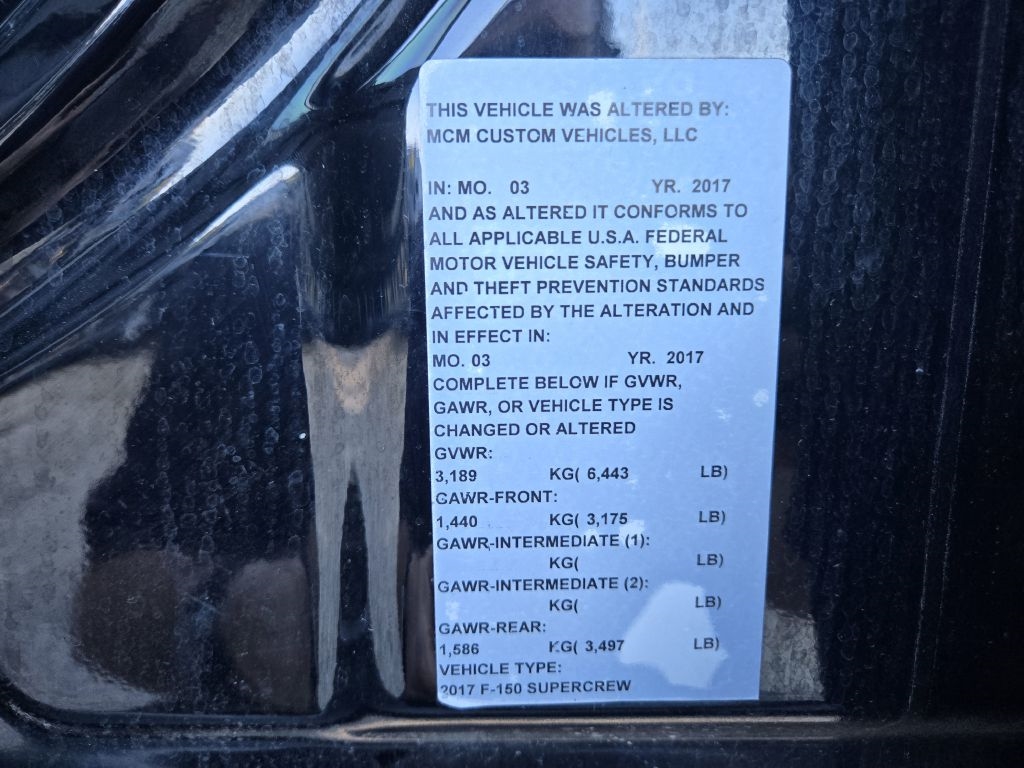 THIS VEHICLE WAS ALTERED BY:
MCM CUSTOM VEHICLES, LLC
IN: MO. 03 YR. 2017
AND AS ALTERED IT CONFORMS TO
ALL APPLICABLE U.S.A. FEDERAL
MOTOR VEHICLE SAFETY, BUMPER
AND THEFT PREVENTION STANDARDS
AFFECTED BY THE ALTERATION AND
IN EFFECT IN:
MO. 03 YR. 2017
COMPLETE BELOW IF GVWR,
GAWR, OR VEHICLE TYPE IS
CHANGED OR ALTERED
GVWR:
3,189 KG( 6,443 LB)
GAWR-FRONT:
1,440 KG( 3,175 LB)
GAWR-INTERMEDIATE (1):
KG( LB)
GAWR-INTERMEDIATE (2):
KG( LB)
GAWR-REAR:
1,586 KG( 3,497 LB)
VEHICLE TYPE:
2017 F-150 SUPERCREW